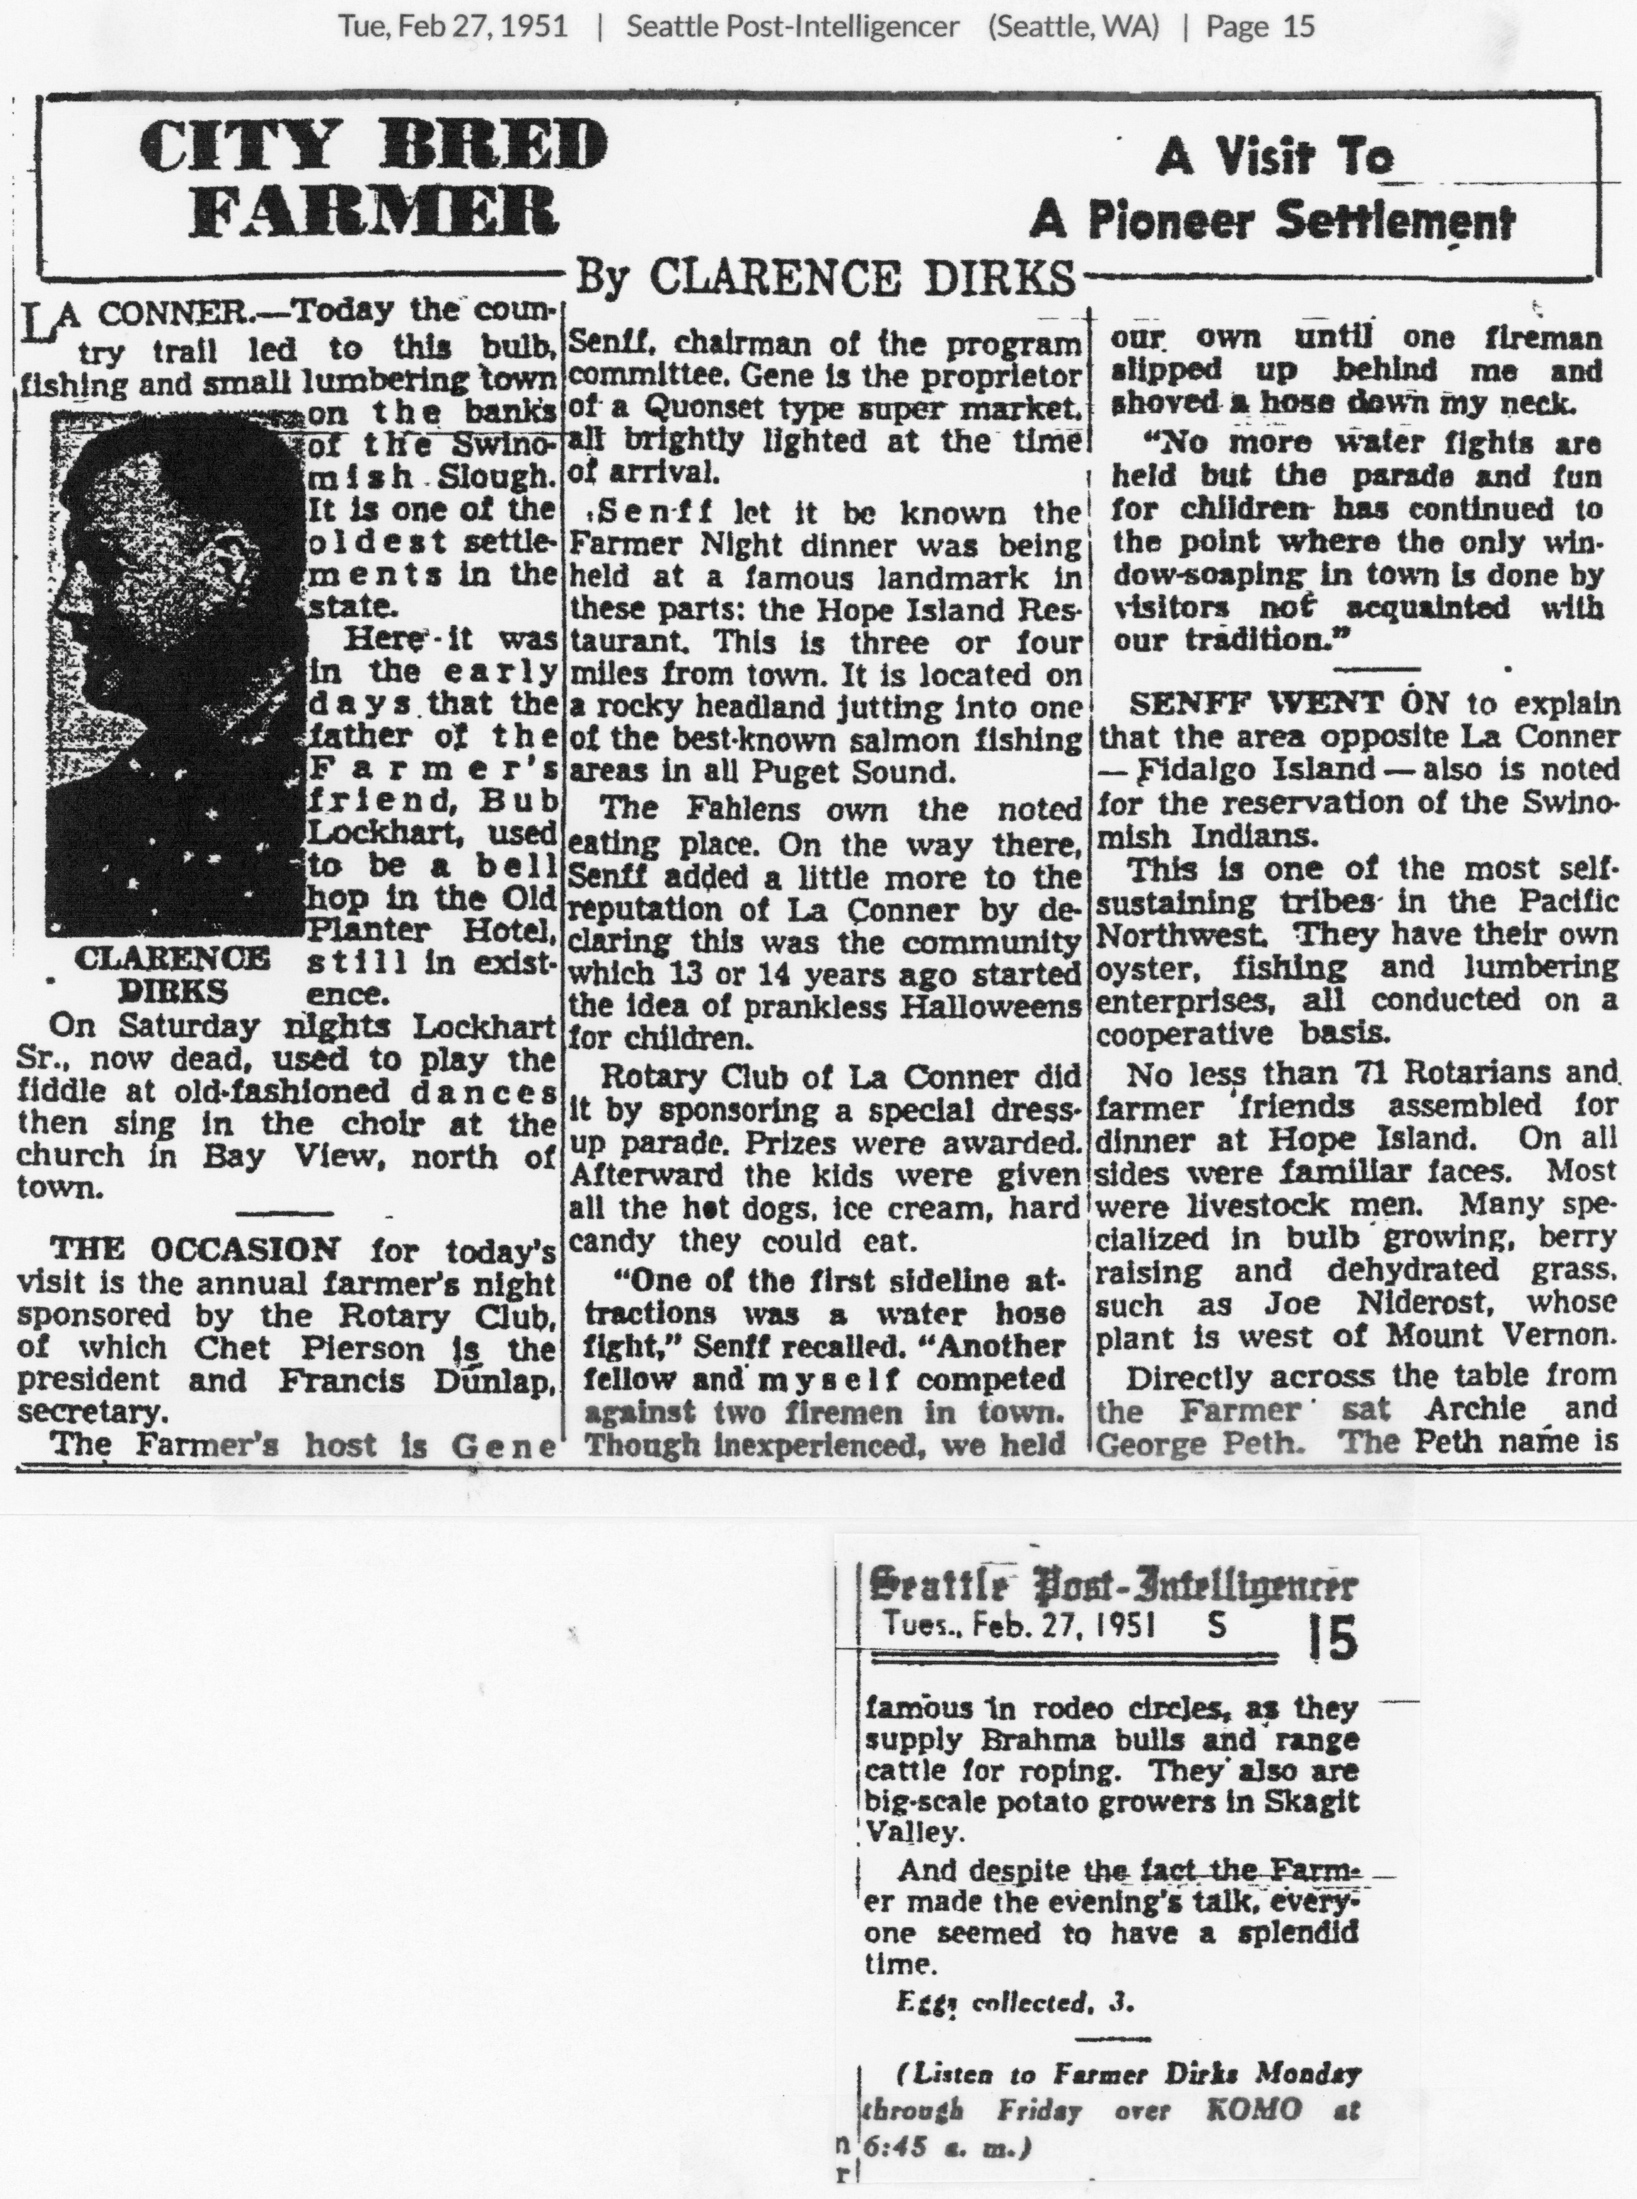 Tue, Feb 27, 1951 | Seattle Post-Intelligencer (Seattle, WA) | Page 15
CITY BRED
FARMER
A Visit To
A Pioneer Settlement
By CLARENCE DIRKS
LA CONNER.—Today the coun-
try trail led to this bulb,
fishing and small lumbering town
on the banks
of the Swino-
mish Slough.
It is one of the
oldest settle-
ments in the
state.
Here it was
in the early
days that the
father of the
Farmer's
friend, Bub
Lockhart, used
to be a bell
hop in the Old
Planter Hotel,
still in exist-
ence.
CLARENCE
DIRKS
On Saturday nights Lockhart
Sr., now dead, used to play the
fiddle at old-fashioned dances
then sing in the choir at the
church in Bay View, north of
town.
THE OCCASION for today's
visit is the annual farmer's night
sponsored by the Rotary Club,
of which Chet Pierson is the
president and Francis Dunlap,
secretary.
The Farmer's host is Gene
Senff, chairman of the program
committee. Gene is the proprietor
of a Quonset type super market,
all brightly lighted at the time
of arrival.
Senff let it be known the
Farmer Night dinner was being
held at a famous landmark in
these parts: the Hope Island Res-
taurant. This is three or four
miles from town. It is located on
a rocky headland jutting into one
of the best-known salmon fishing
areas in all Puget Sound.
The Fahlens own the noted
eating place. On the way there,
Senff added a little more to the
reputation of La Conner by de-
claring this was the community
which 13 or 14 years ago started
the idea of prankless Halloweens
for children.
Rotary Club of La Conner did
it by sponsoring a special dress-
up parade. Prizes were awarded.
Afterward the kids were given
all the hot dogs, ice cream, hard
candy they could eat.
"One of the first sideline at-
tractions was a water hose
fight," Senff recalled. "Another
fellow and myself competed
against two firemen in town.
Though inexperienced, we held
our own until one fireman
slipped up behind me and
shoved a hose down my neck.
"No more water fights are
held but the parade and fun
for children has continued to
the point where the only win-
dow-soaping in town is done by
visitors not acquainted with
our tradition."
SENFF WENT ON to explain
that the area opposite La Conner
— Fidalgo Island — also is noted
for the reservation of the Swino-
mish Indians.
This is one of the most self-
sustaining tribes in the Pacific
Northwest. They have their own
oyster, fishing and lumbering
enterprises, all conducted on a
cooperative basis.
No less than 71 Rotarians and
farmer friends assembled for
dinner at Hope Island. On all
sides were familiar faces. Most
were livestock men. Many spe-
cialized in bulb growing, berry
raising and dehydrated grass,
such as Joe Niderost, whose
plant is west of Mount Vernon.
Directly across the table from
the Farmer sat Archie and
George Peth. The Peth name is
Seattle Post-Intelligencer
Tues., Feb. 27, 1951 S 15
famous in rodeo circles, as they
supply Brahma bulls and range
cattle for roping. They also are
big-scale potato growers in Skagit
Valley.
And despite the fact the Farm-
er made the evening's talk, every-
one seemed to have a splendid
time.
Eggs collected, 3.
(Listen to Farmer Dirks Monday
through Friday over KOMO at
6:45 a. m.)
n
r